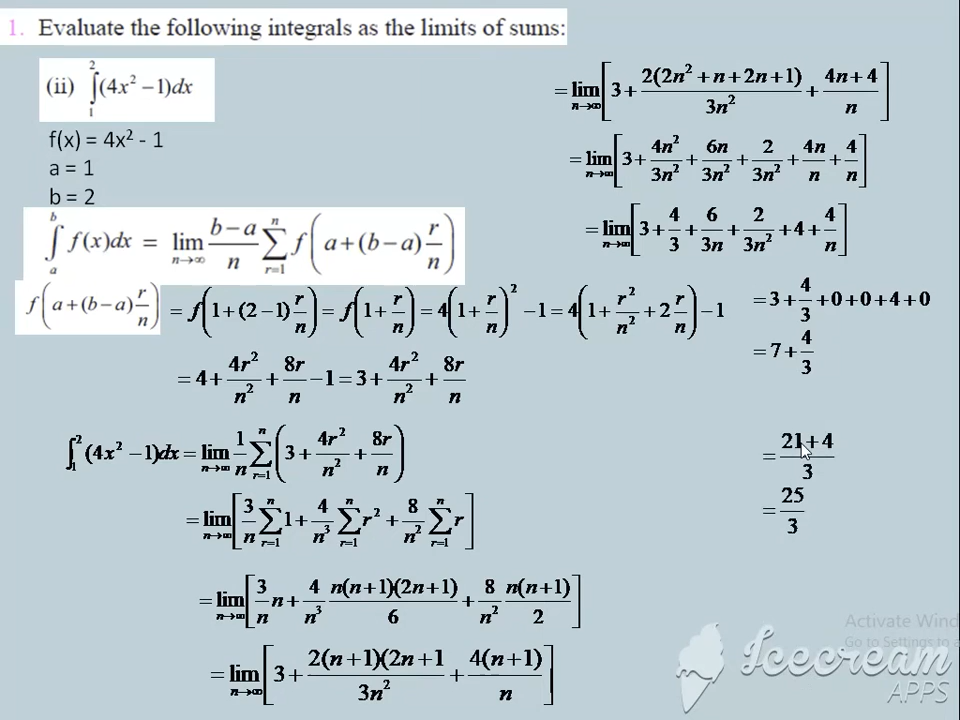 1. Evaluate the following integrals as the limits of sums:
(ii) ∫₁² (4x² − 1)dx
f(x) = 4x² - 1
a = 1
b = 2
∫ₐᵇ f(x)dx = lim_{n→∞} (b−a)/n ∑_{r=1}^{n} f(a+(b−a) r/n)
f(a+(b−a) r/n) = f(1+(2−1) r/n) = f(1+ r/n) = 4(1+ r/n)² −1 = 4(1+ r²/n² + 2 r/n) −1
= 4+ 4r²/n² + 8r/n −1 = 3+ 4r²/n² + 8r/n
∫₁² (4x² −1)dx = lim_{n→∞} 1/n ∑_{r=1}^{n} (3+ 4r²/n² + 8r/n)
= lim_{n→∞} [3/n ∑_{r=1}^{n} 1+ 4/n³ ∑_{r=1}^{n} r² + 8/n² ∑_{r=1}^{n} r]
= lim_{n→∞} [3/n n+ 4/n³ n(n+1)(2n+1)/6 + 8/n² n(n+1)/2]
= lim_{n→∞} [3+ 2(n+1)(2n+1/3n² + 4(n+1)/n]
= lim_{n→∞} [3+ 2(2n² +n+2n+1)/3n² + 4n+4/n]
= lim_{n→∞} [3+ 4n²/3n² + 6n/3n² + 2/3n² + 4n/n + 4/n]
= lim_{n→∞} [3+ 4/3 + 6/3n + 2/3n² +4+ 4/n]
= 3+ 4/3 +0+0+4+0
= 7+ 4/3
= 21+4/3
= 25/3
Activate Wind
Go to Settings to a
Icecream
APPS